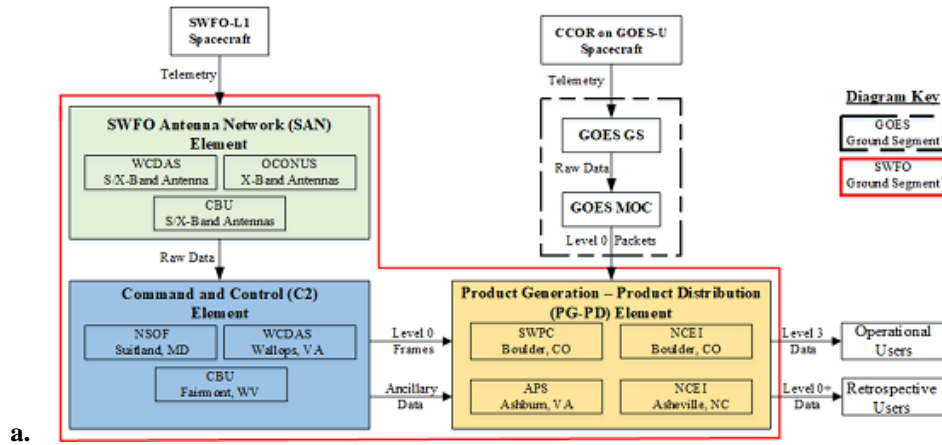 SWFO-L1
Spacecraft
CCOR on GOES-U
Spacecraft
Telemetry
Telemetry
Diagram Key
GOES
Ground Segment
SWFO
Ground Segment
SWFO Antenna Network (SAN)
Element
WCDAS
S/X-Band Antenna
OCONUS
X-Band Antennas
CBU
S/X-Band Antennas
GOES GS
Raw Data
GOES MOC
Level 0 Packets
Raw Data
Command and Control (C2)
Element
NSOF
Suitland, MD
WCDAS
Wallops, VA
CBU
Fairmont, WV
Level 0
Frames
Ancillary
Data
Product Generation – Product Distribution
(PG-PD) Element
SWPC
Boulder, CO
NCEI
Boulder, CO
APS
Ashburn, VA
NCEI
Asheville, NC
Level 3
Data
Operational
Users
Level 0+
Data
Retrospective
Users
a.